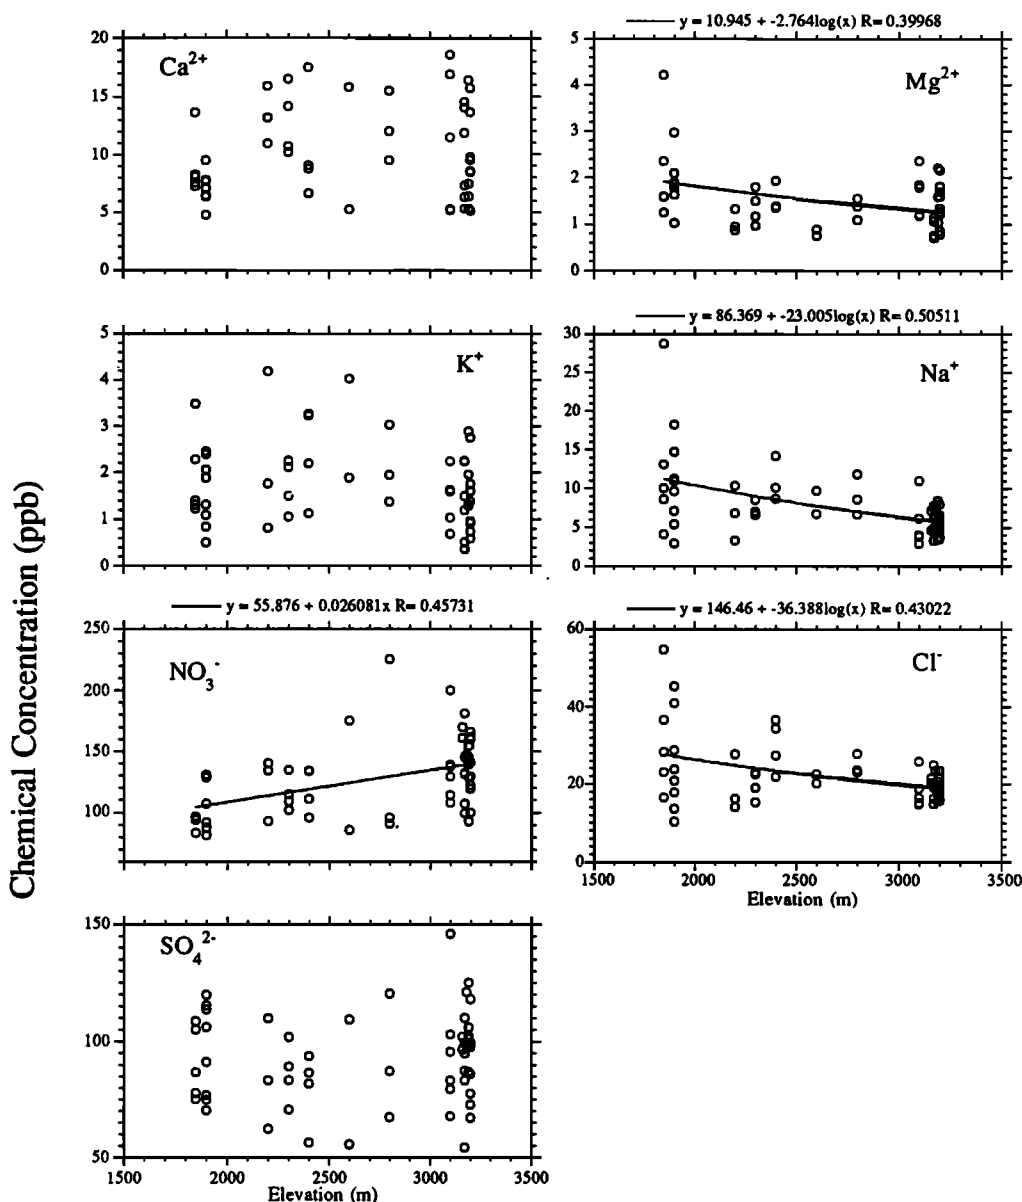 Chemical Concentration (ppb)
Ca2+
20
15
10
5
0
y = 10.945 + -2.764log(x) R= 0.39968
Mg2+
5
4
3
2
1
0
K+
5
4
3
2
1
0
y = 86.369 + -23.005log(x) R= 0.50511
Na+
30
25
20
15
10
5
0
y = 55.876 + 0.026081x R= 0.45731
NO3-
250
200
150
100
y = 146.46 + -36.388log(x) R= 0.43022
Cl-
60
40
20
0
1500 2000 2500 3000 3500
Elevation (m)
SO42-
150
100
50
1500 2000 2500 3000 3500
Elevation (m)